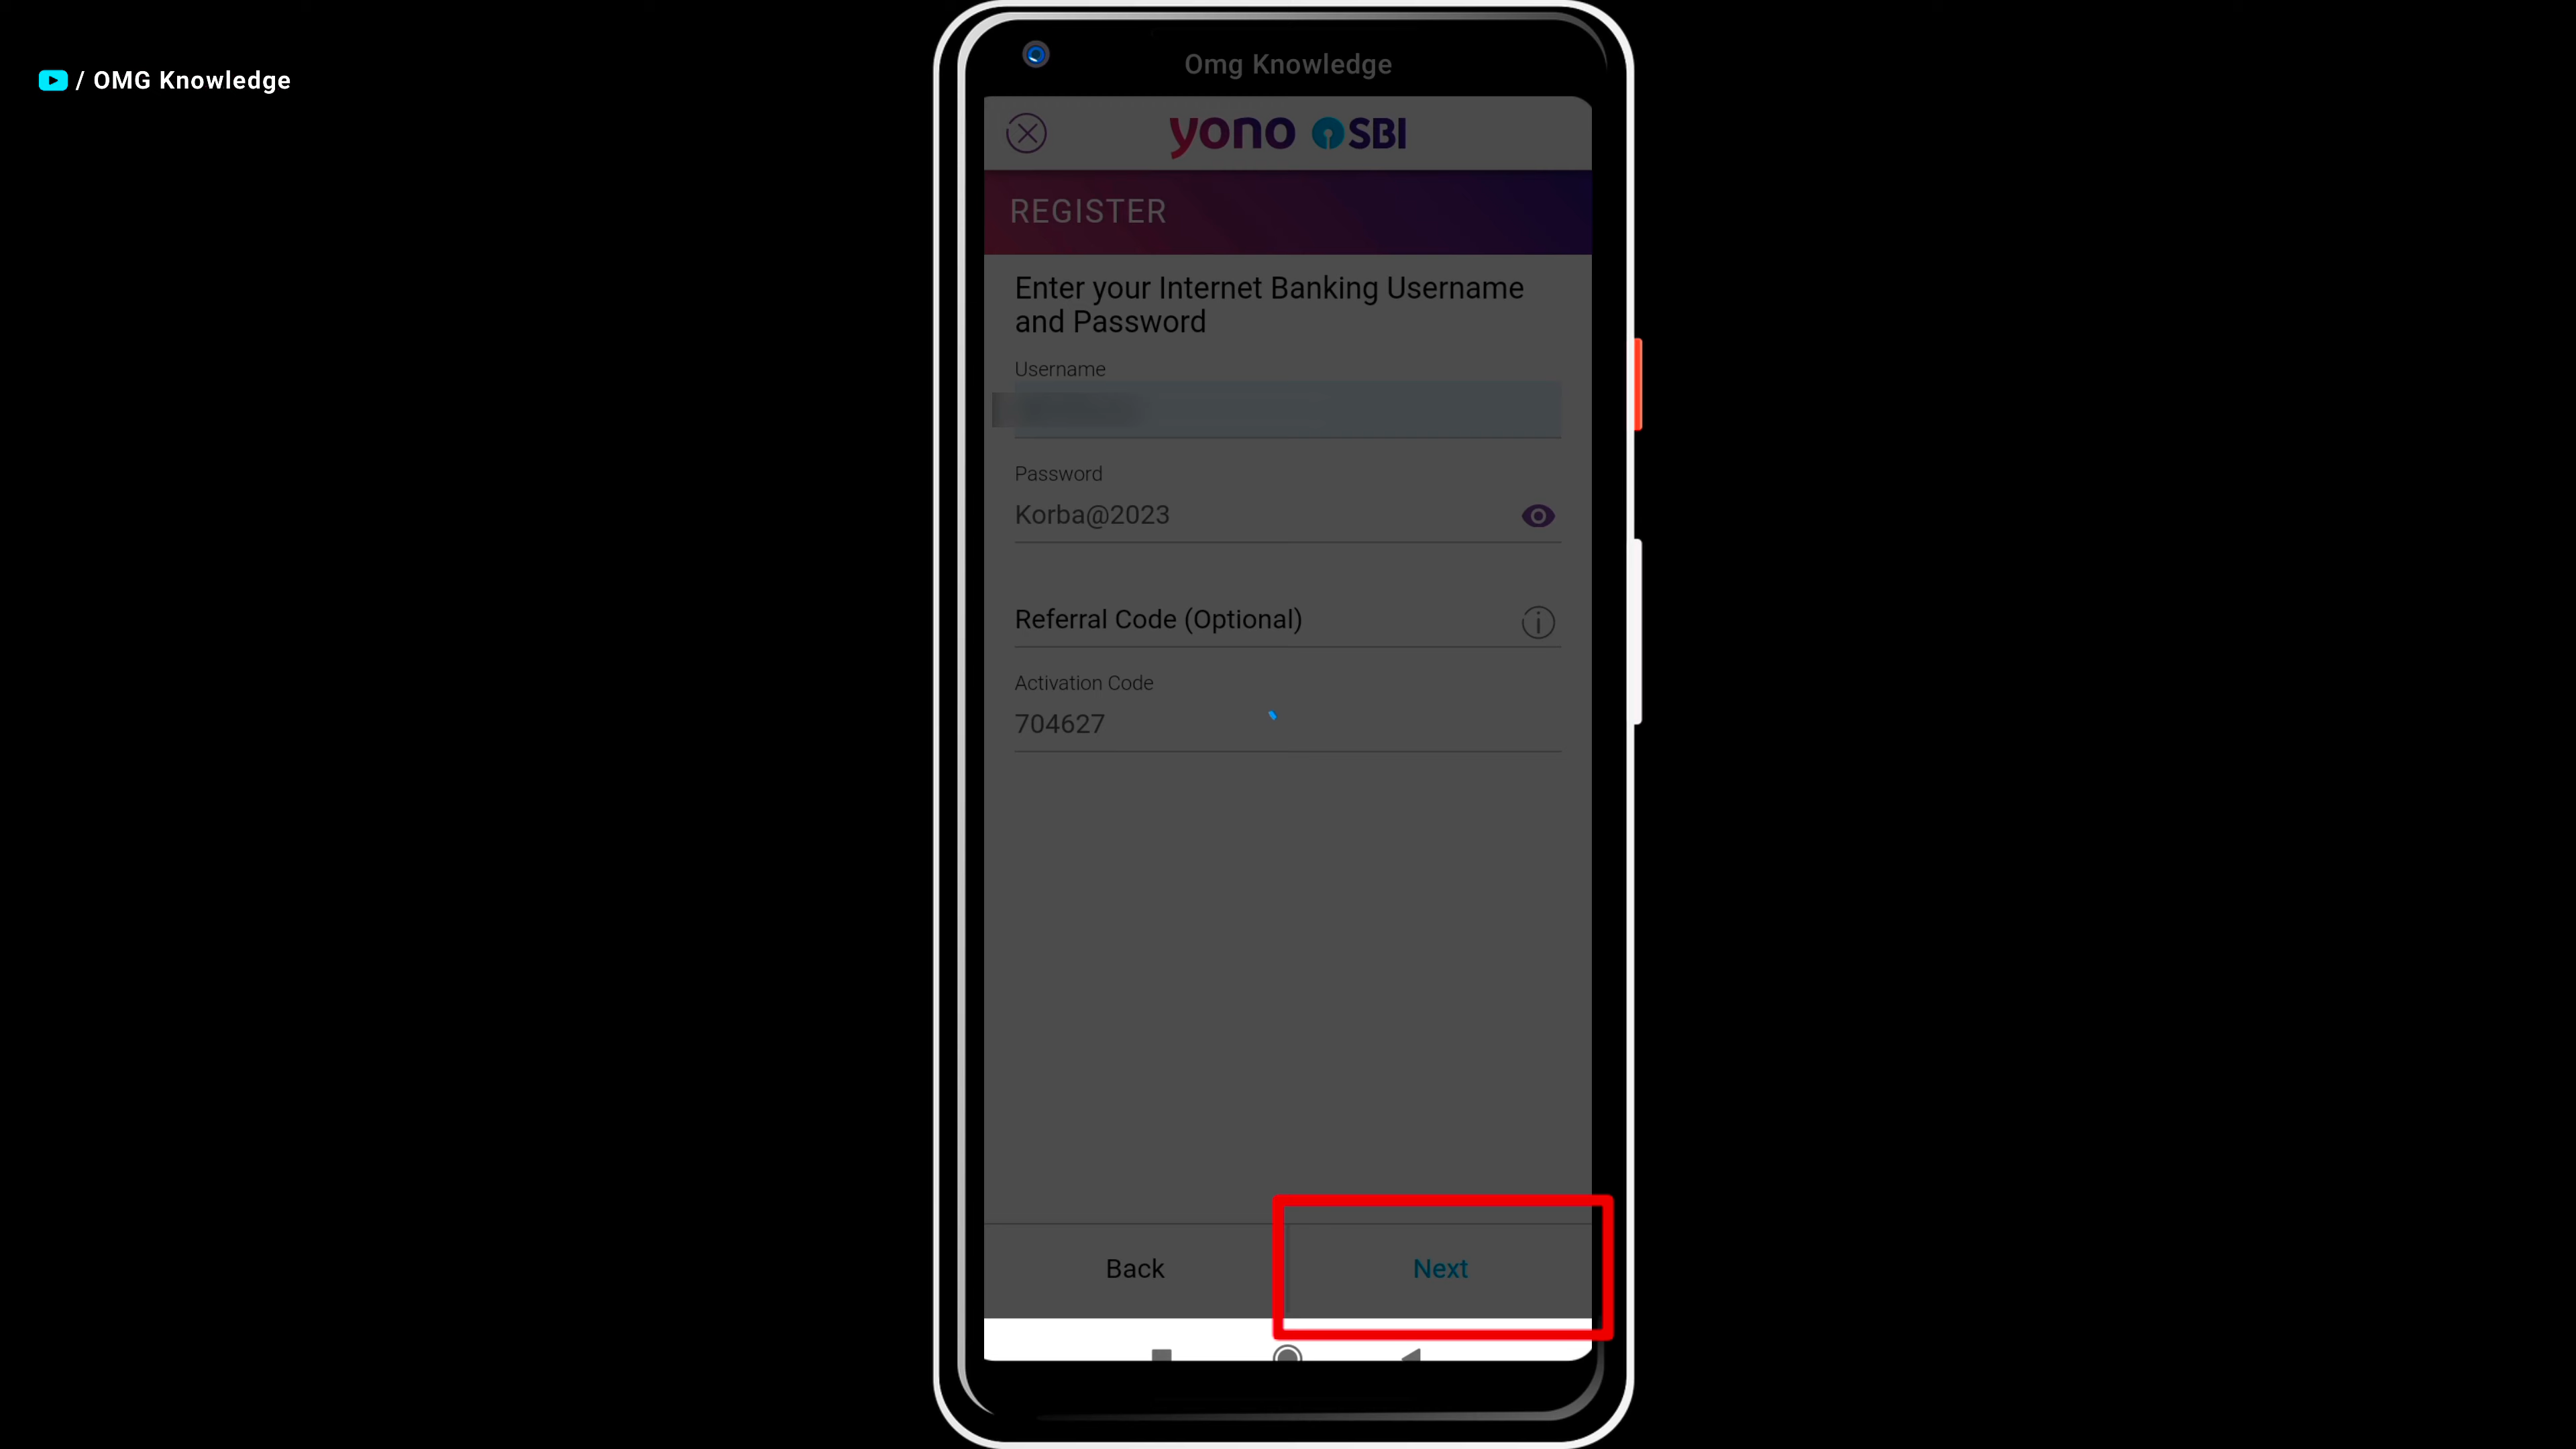 / OMG Knowledge
Omg Knowledge
yono SBI
REGISTER
Enter your Internet Banking Username
and Password
Username
Password
Korba@2023
Referral Code (Optional)
Activation Code
704627
Back
Next